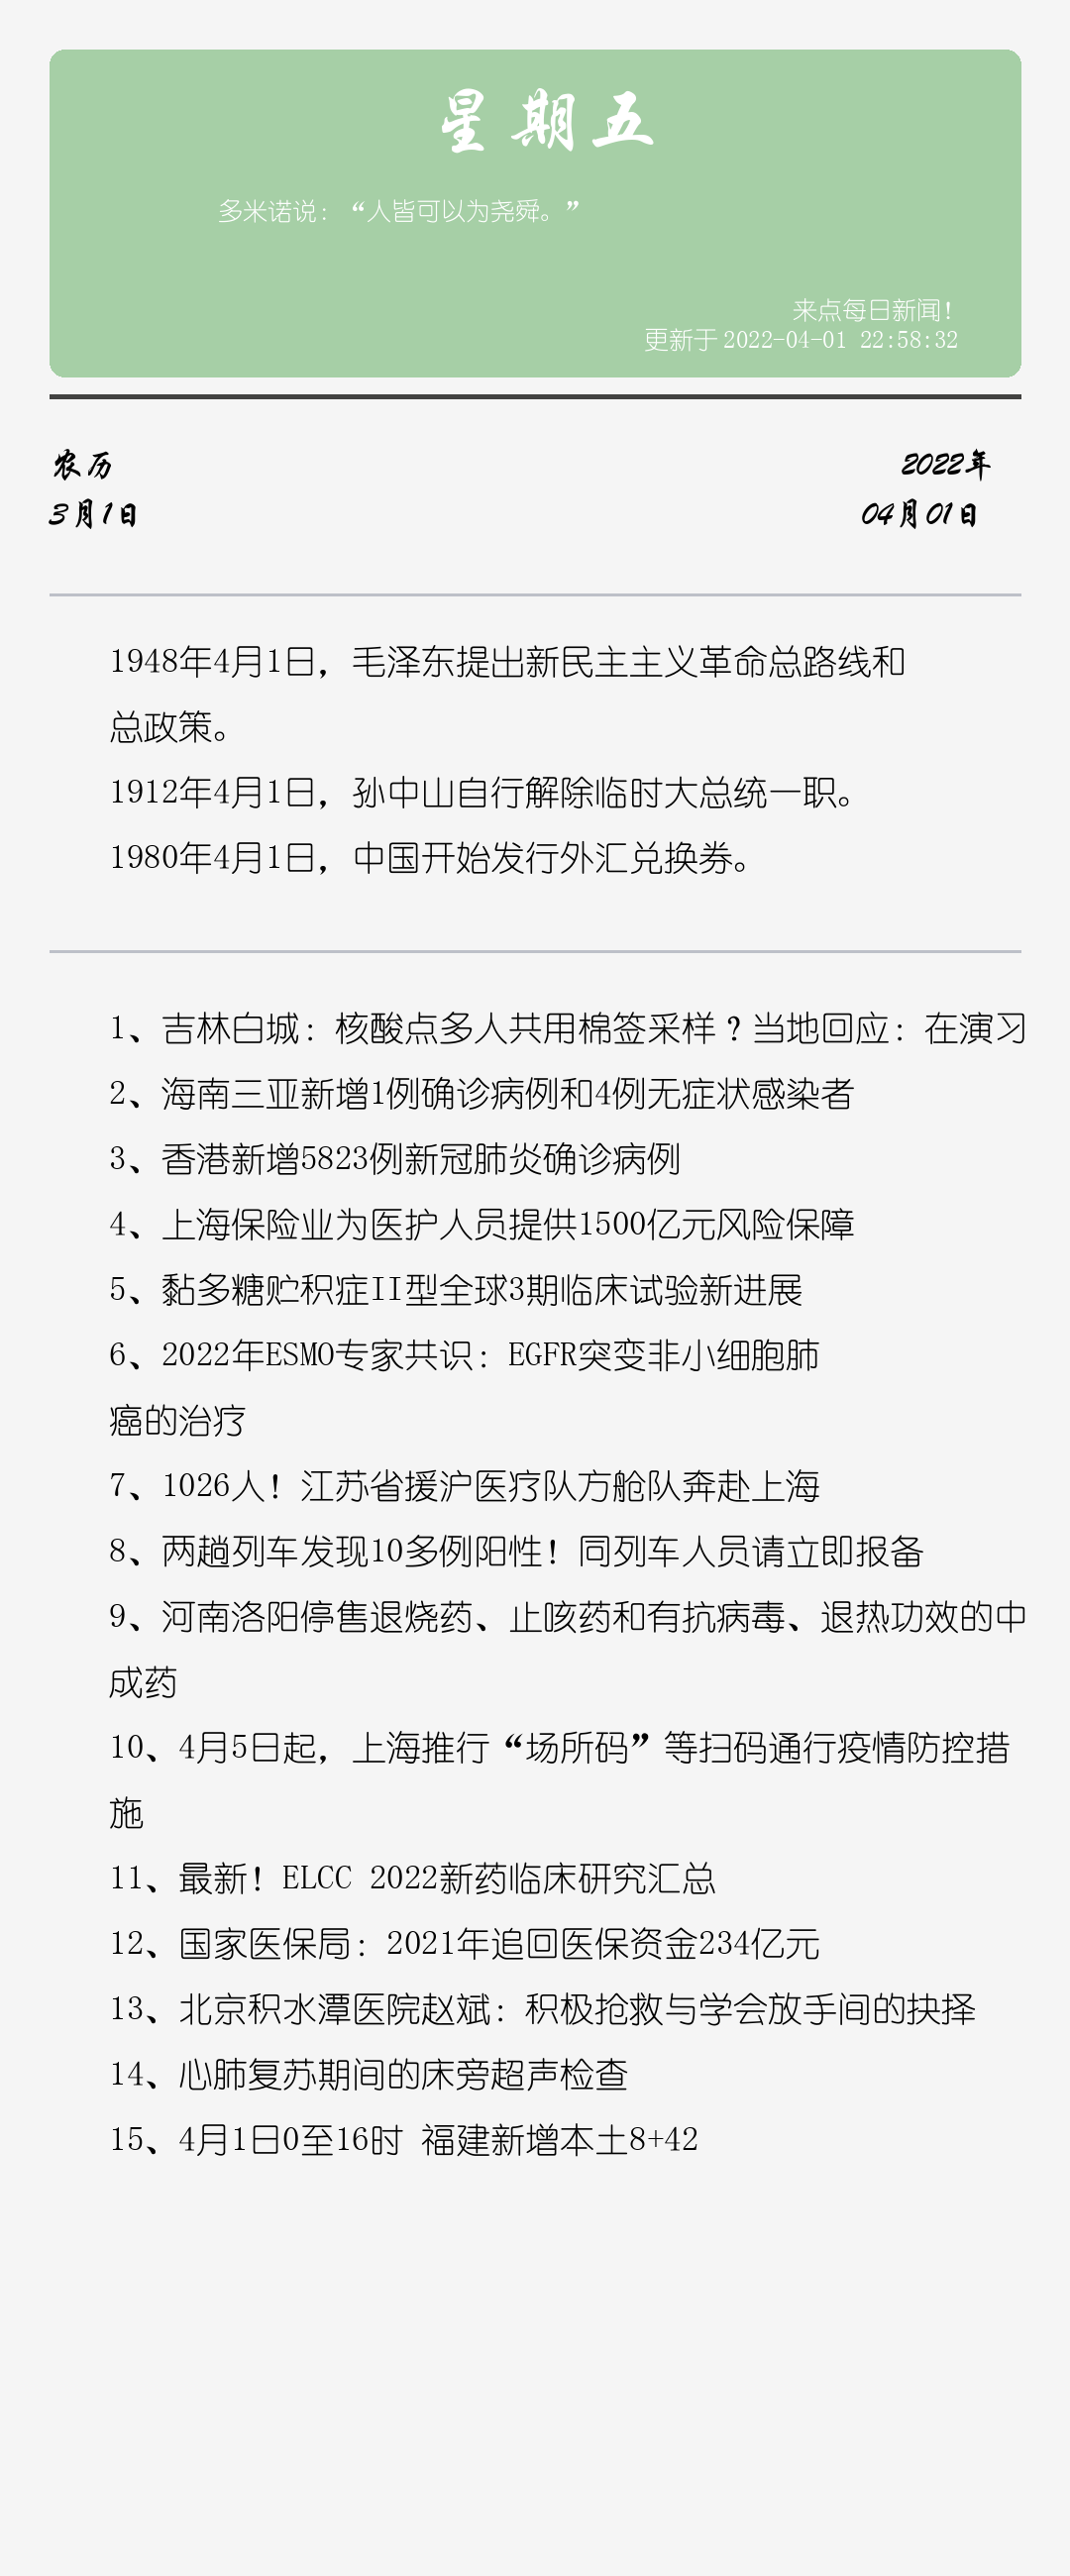 星期五
多米诺说：“人皆可以为尧舜。”
来点每日新闻！
更新于2022-04-01 22:58:32
农历
2022年
3月1日
04月01日
1948年4月1日，毛泽东提出新民主主义革命总路线和
总政策。
1912年4月1日，孙中山自行解除临时大总统一职。
1980年4月1日，中国开始发行外汇兑换券。
1、吉林白城：核酸点多人共用棉签采样？当地回应：在演习
2、海南三亚新增1例确诊病例和4例无症状感染者
3、香港新增5823例新冠肺炎确诊病例
4、上海保险业为医护人员提供1500亿元风险保障
5、黏多糖贮积症II型全球3期临床试验新进展
6、2022年ESMO专家共识：EGFR突变非小细胞肺
癌的治疗
7、1026人！江苏省援沪医疗队方舱队奔赴上海
8、两趟列车发现10多例阳性！同列车人员请立即报备
9、河南洛阳停售退烧药、止咳药和有抗病毒、退热功效的中
成药
10、4月5日起，上海推行“场所码”等扫码通行疫情防控措
施
11、最新！ELCC 2022新药临床研究汇总
12、国家医保局：2021年追回医保资金234亿元
13、北京积水潭医院赵斌：积极抢救与学会放手间的抉择
14、心肺复苏期间的床旁超声检查
15、4月1日0至16时 福建新增本土8+42